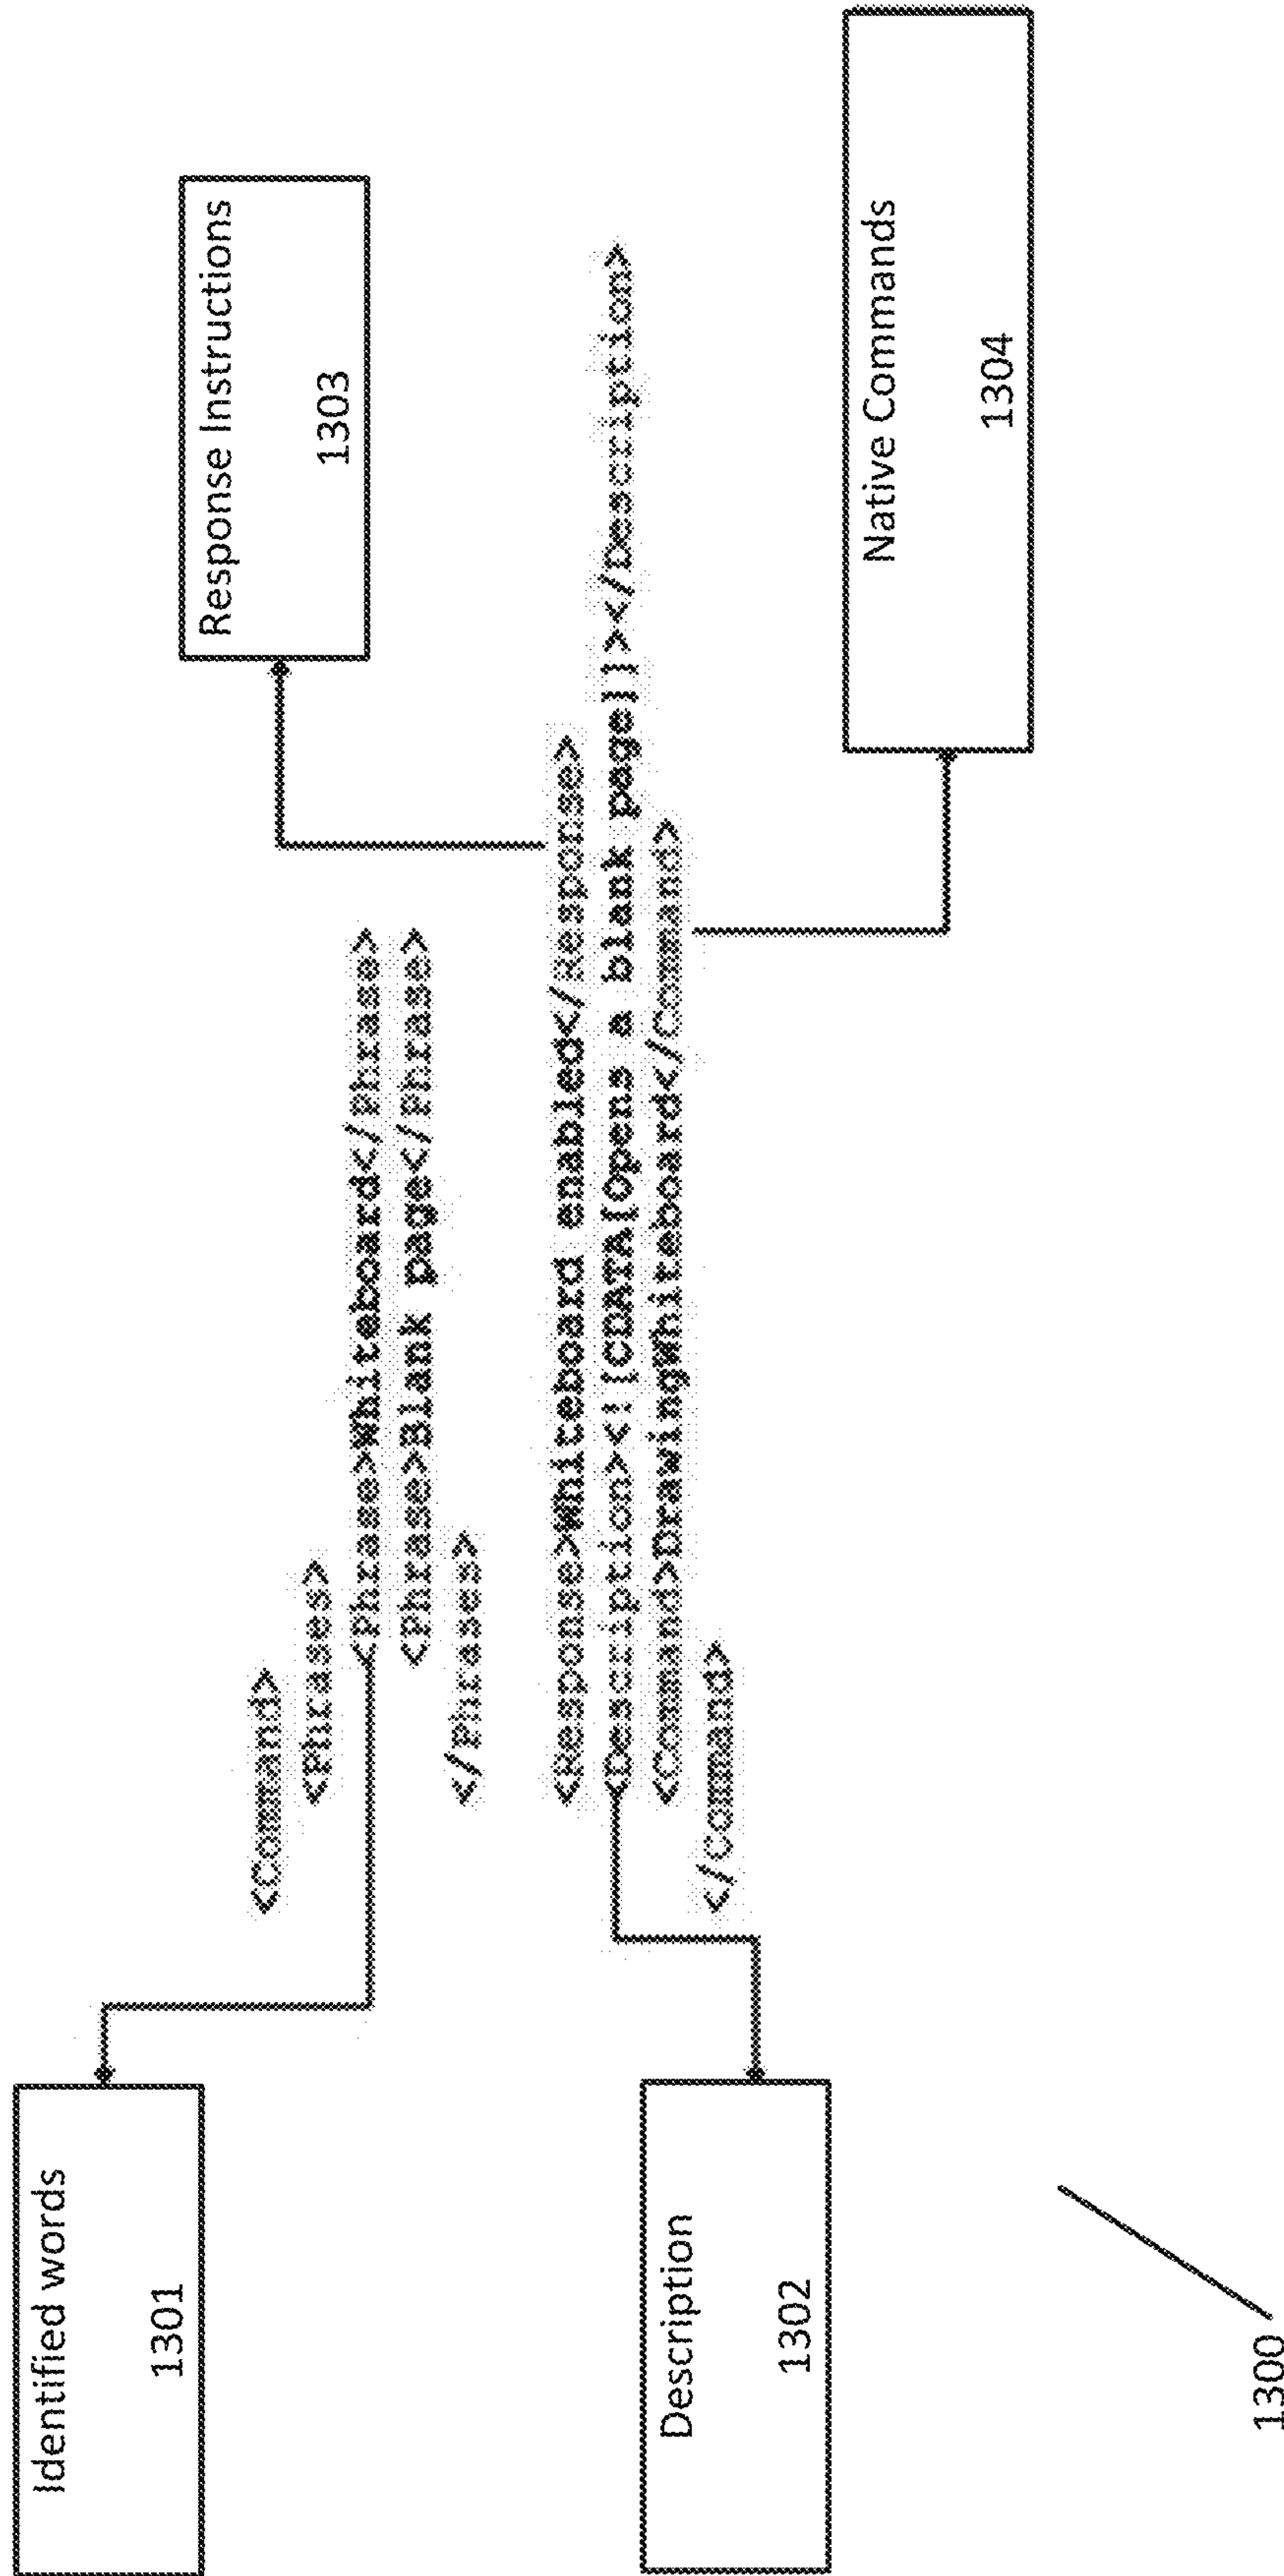 Identified words
1301
Response Instructions
1303
<Command>
<Phrases>
<Phrase>Whiteboard</Phrase>
<Phrase>Blank page</Phrase>
</Phrases>
<Response>Whiteboard enabled</Response>
<Description><![CDATA[Opens a blank page]]></Description>
<Command>DrawingWhiteboard</Command>
</Command>
Description
1302
Native Commands
1304
1300